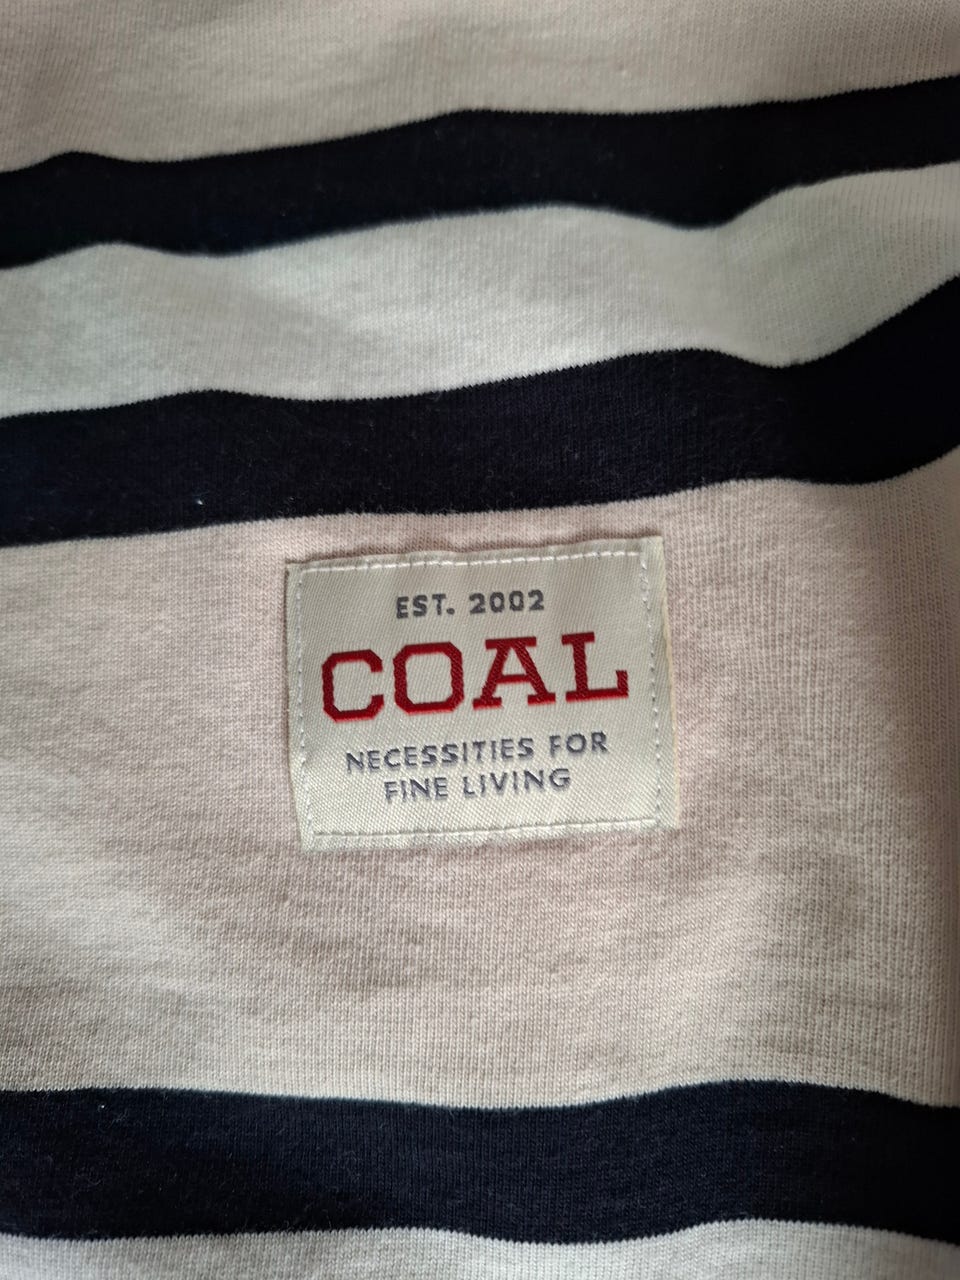 EST. 2002
COAL
NECESSITIES FOR
FINE LIVING